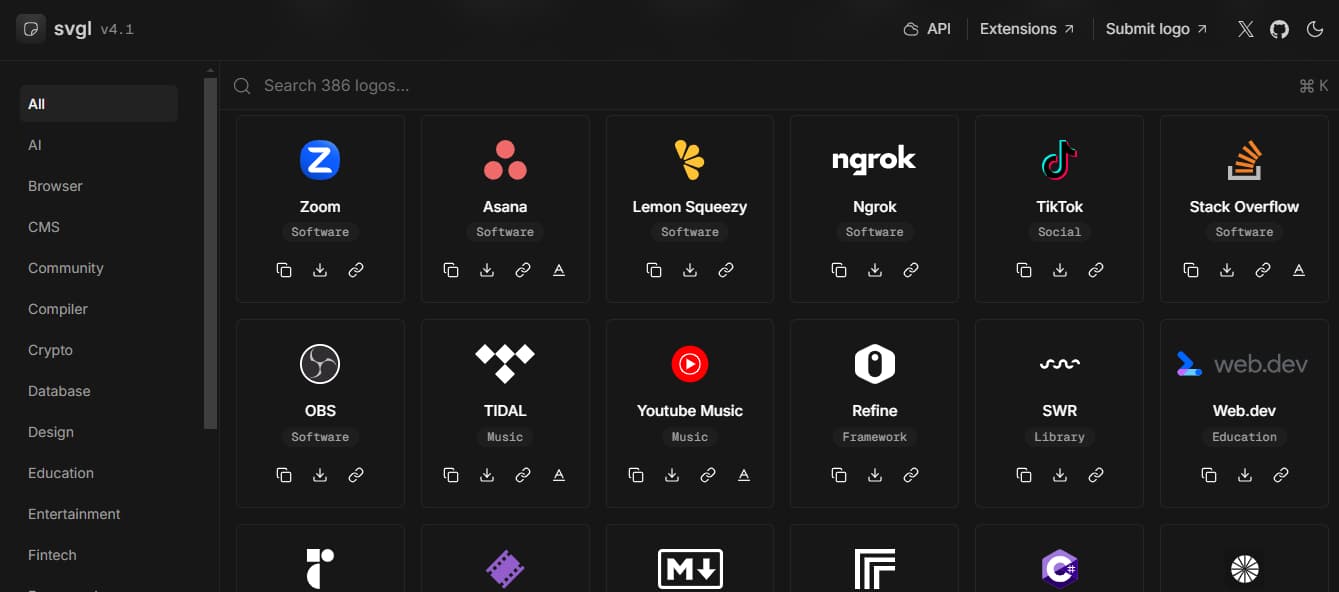 svgl v4.1
API
Extensions
Submit logo
All
AI
Browser
CMS
Community
Compiler
Crypto
Database
Design
Education
Entertainment
Fintech
Search 386 logos...
⌘ K
Zoom
Software
Asana
Software
Lemon Squeezy
Software
ngrok
Ngrok
Software
TikTok
Social
Stack Overflow
Software
OBS
Software
TIDAL
Music
Youtube Music
Music
Refine
Framework
SWR
Library
web.dev
Web.dev
Education
M
C#